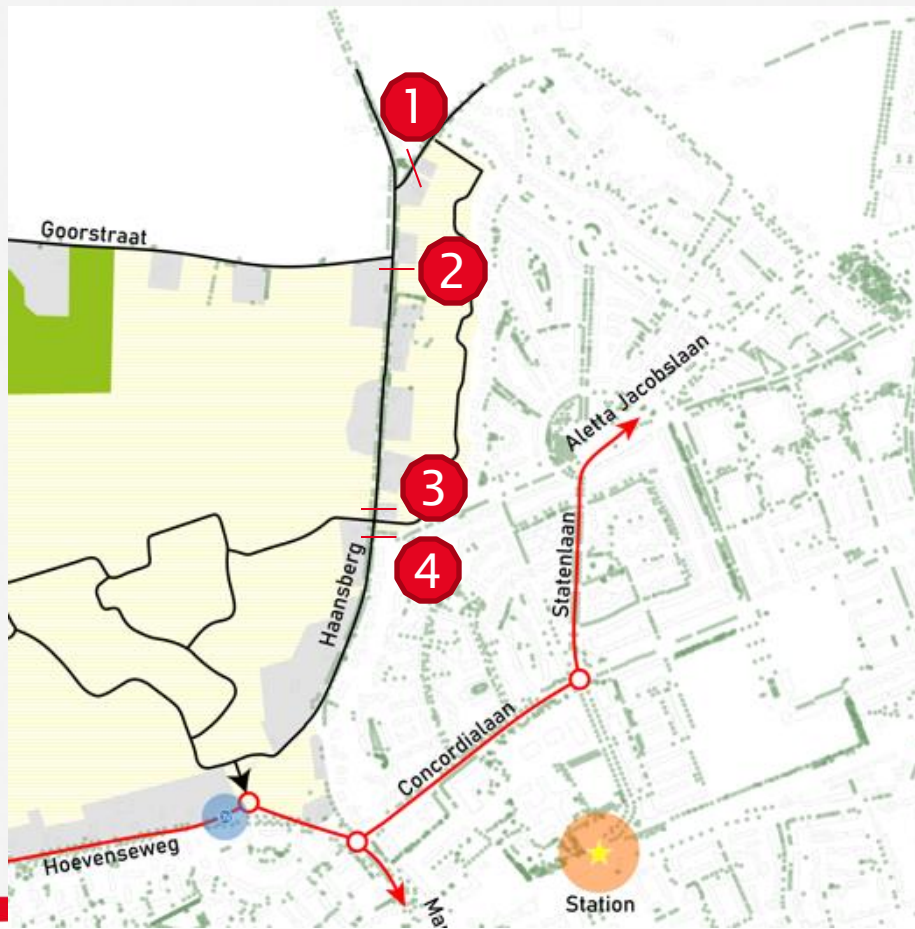 1
Goorstraat
2
Aletta Jacobslaan
3
Haansberg
4
Statenlaan
Concordialaan
Hoevenseweg
Station